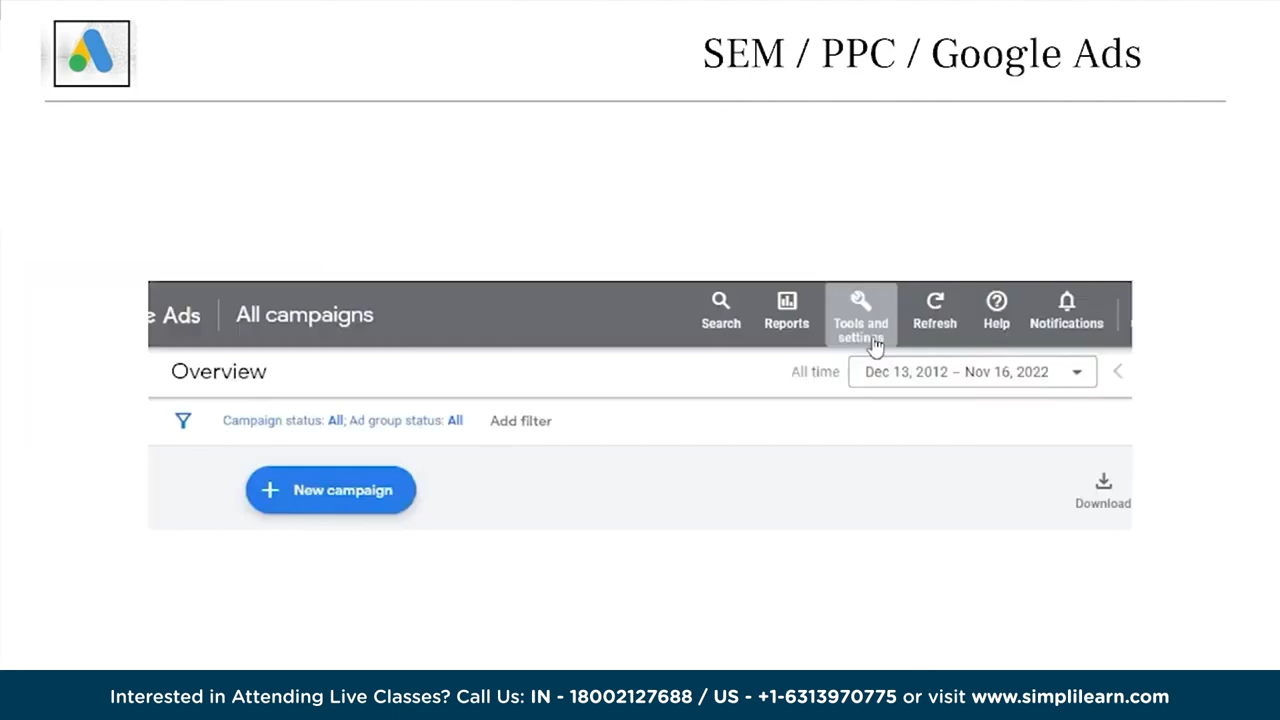 SEM / PPC / Google Ads
Ads
All campaigns
Search
Reports
Tools and
settings
Refresh
Help
Notifications
Overview
All time
Dec 13, 2012 – Nov 16, 2022
Campaign status: All; Ad group status: All
Add filter
+ New campaign
Download
Interested in Attending Live Classes? Call Us: IN - 18002127688 / US - +1-6313970775 or visit www.simplilearn.com